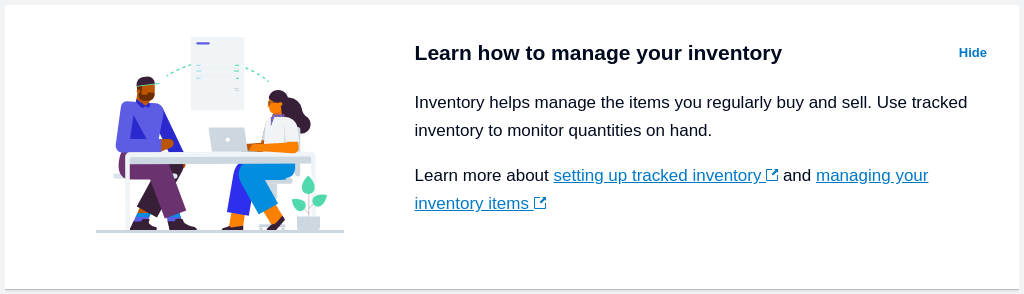 Learn how to manage your inventory
Hide
Inventory helps manage the items you regularly buy and sell. Use tracked
inventory to monitor quantities on hand.
Learn more about setting up tracked inventory and managing your
inventory items